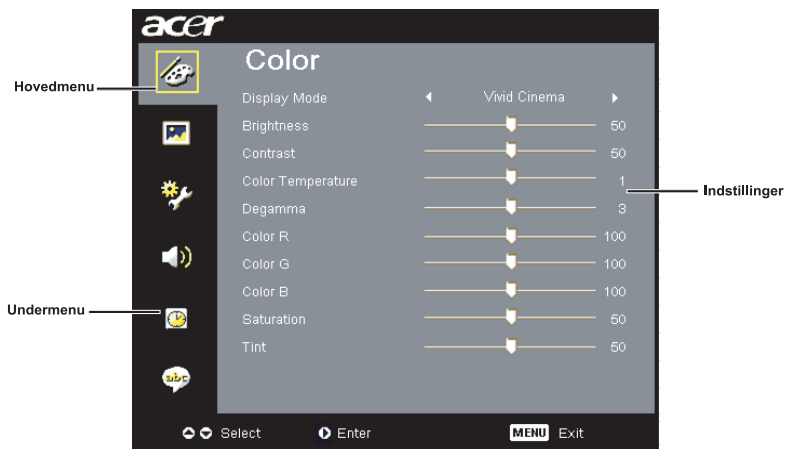 acer
Color
Hovedmenu
Display Mode Vivid Cinema
Brightness 50
Contrast 50
Color Temperature 1
Indstillinger
Degamma 3
Color R 100
Color G 100
Color B 100
Undermenu
Saturation 50
Tint 50
abc
Select Enter MENU Exit